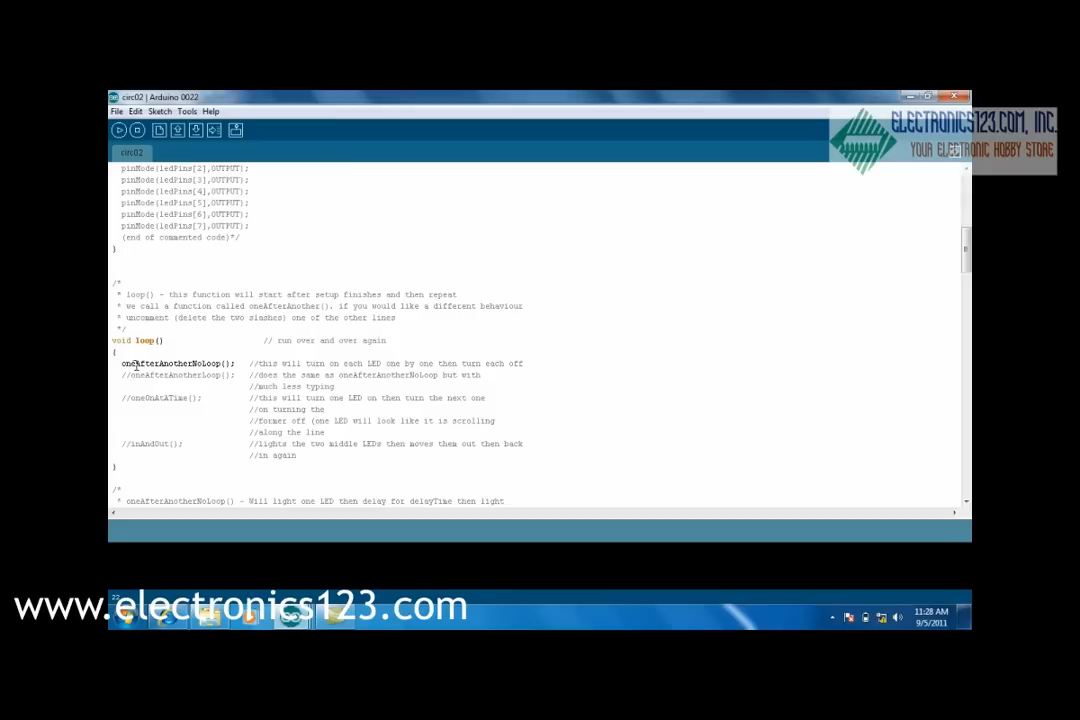 circ02 | Arduino 0022
File Edit Sketch Tools Help
ELECTRONICS123.COM, INC.
YOUR ELECTRONIC HOBBY STORE
circ02
pinMode(ledPins[2],OUTPUT);
pinMode(ledPins[3],OUTPUT);
pinMode(ledPins[4],OUTPUT);
pinMode(ledPins[5],OUTPUT);
pinMode(ledPins[6],OUTPUT);
pinMode(ledPins[7],OUTPUT);
(end of commented code)*/
}
/*
* loop() - this function will start after setup finishes and then repeat
* we call a function called oneAfterAnother(). if you would like a different behaviour
* uncomment (delete the two slashes) one of the other lines
*/
void loop() // run over and over again
{
oneAfterAnotherNoLoop(); //this will turn on each LED one by one then turn each off
//oneAfterAnotherLoop(); //does the same as oneAfterAnotherNoLoop but with
//much less typing
//oneOnAtATime(); //this will turn one LED on then turn the next one
//on turning the
//former off (one LED will look like it is scrolling
//along the line
//inAndOut(); //lights the two middle LEDs then moves them out then back
//in again
}
/*
* oneAfterAnotherNoLoop() - Will light one LED then delay for delayTime then light
22
www.electronics123.com
11:28 AM
9/5/2011